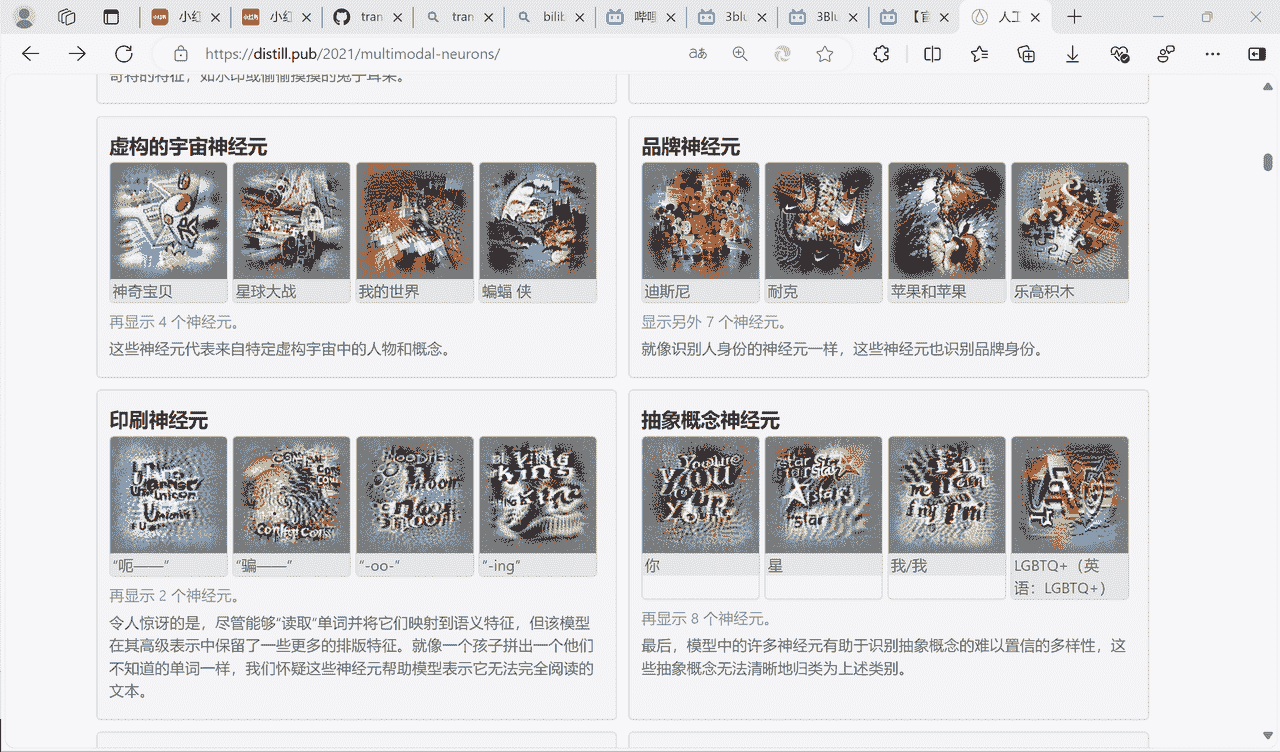 小红
小红
tran
tran
bilib
哔哩
3blu
3Blu
【官
人工
https://distill.pub/2021/multimodal-neurons/
虚构的宇宙神经元
神奇宝贝
星球大战
我的世界
蝙蝠 侠
再显示 4 个神经元。
这些神经元代表来自特定虚构宇宙中的人物和概念。
品牌神经元
迪斯尼
耐克
苹果和苹果
乐高积木
显示另外 7 个神经元。
就像识别人身份的神经元一样，这些神经元也识别品牌身份。
印刷神经元
“呃——”
“骗——”
“-oo-”
”-ing”
再显示 2 个神经元。
令人惊讶的是，尽管能够“读取”单词并将它们映射到语义特征，但该模型
在其高级表示中保留了一些更多的排版特征。就像一个孩子拼出一个他们
不知道的单词一样，我们怀疑这些神经元帮助模型表示它无法完全阅读的
文本。
抽象概念神经元
你
星
我/我
LGBTQ+（英
语：LGBTQ+）
再显示 8 个神经元。
最后，模型中的许多神经元有助于识别抽象概念的难以置信的多样性，这
些抽象概念无法清晰地归类为上述类别。